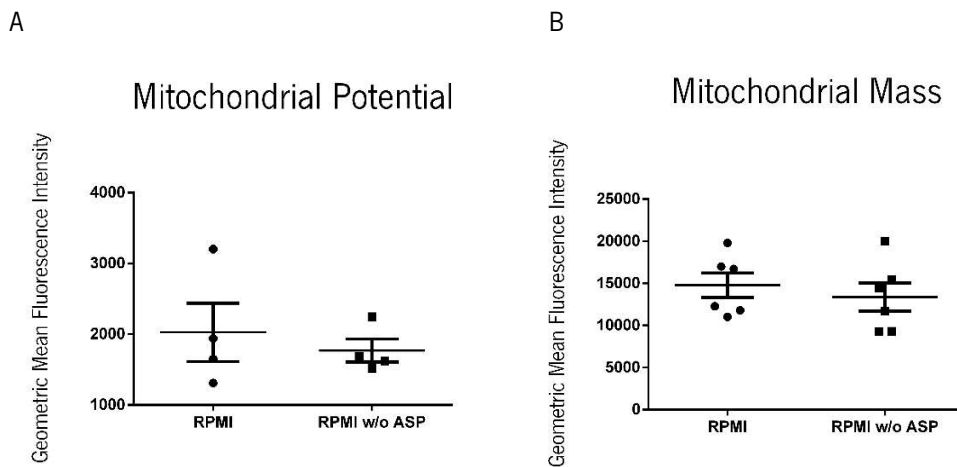 A
B
Mitochondrial Potential
Mitochondrial Mass
Geometric Mean Fluorescence Intensity
4000
3000
2000
1000
RPMI
RPMI w/o ASP
Geometric Mean Fluorescence Intensity
25000
20000
15000
10000
5000
0
RPMI
RPMI w/o ASP